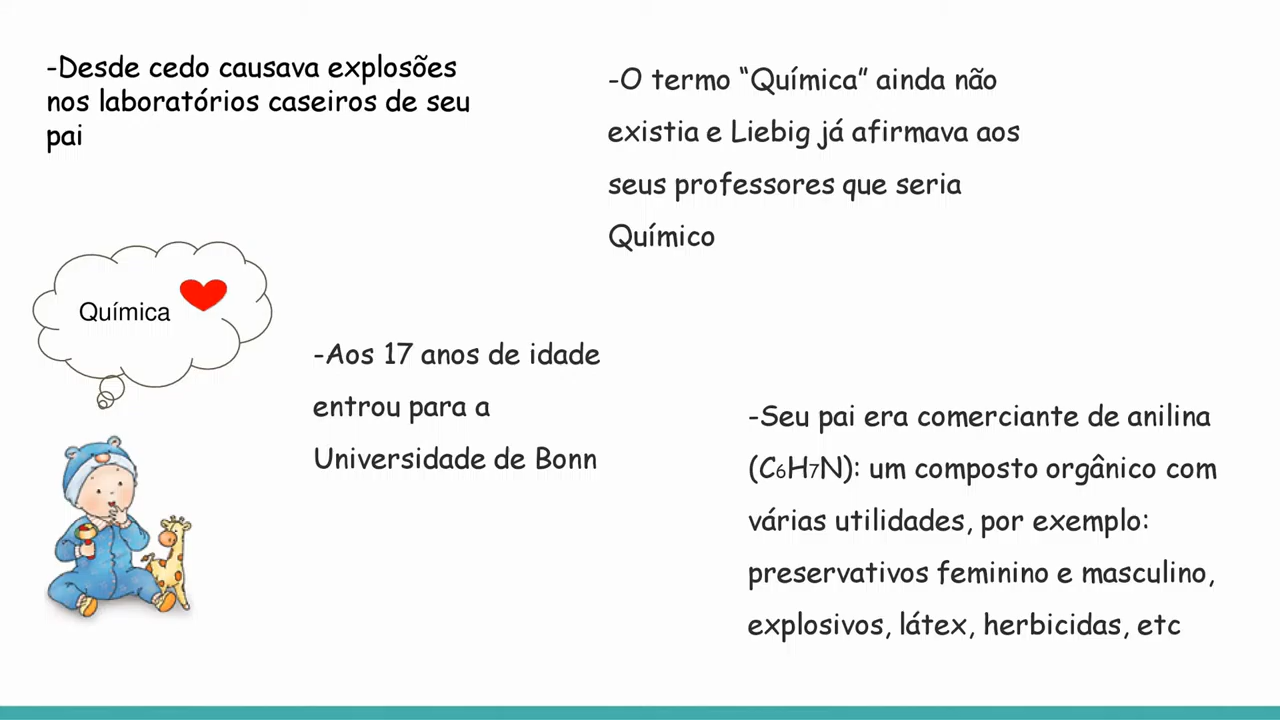 -Desde cedo causava explosões
nos laboratórios caseiros de seu
pai
-O termo “Química” ainda não
existia e Liebig já afirmava aos
seus professores que seria
Químico
Química
-Aos 17 anos de idade
entrou para a
Universidade de Bonn
-Seu pai era comerciante de anilina
(C₆H₇N): um composto orgânico com
várias utilidades, por exemplo:
preservativos feminino e masculino,
explosivos, látex, herbicidas, etc